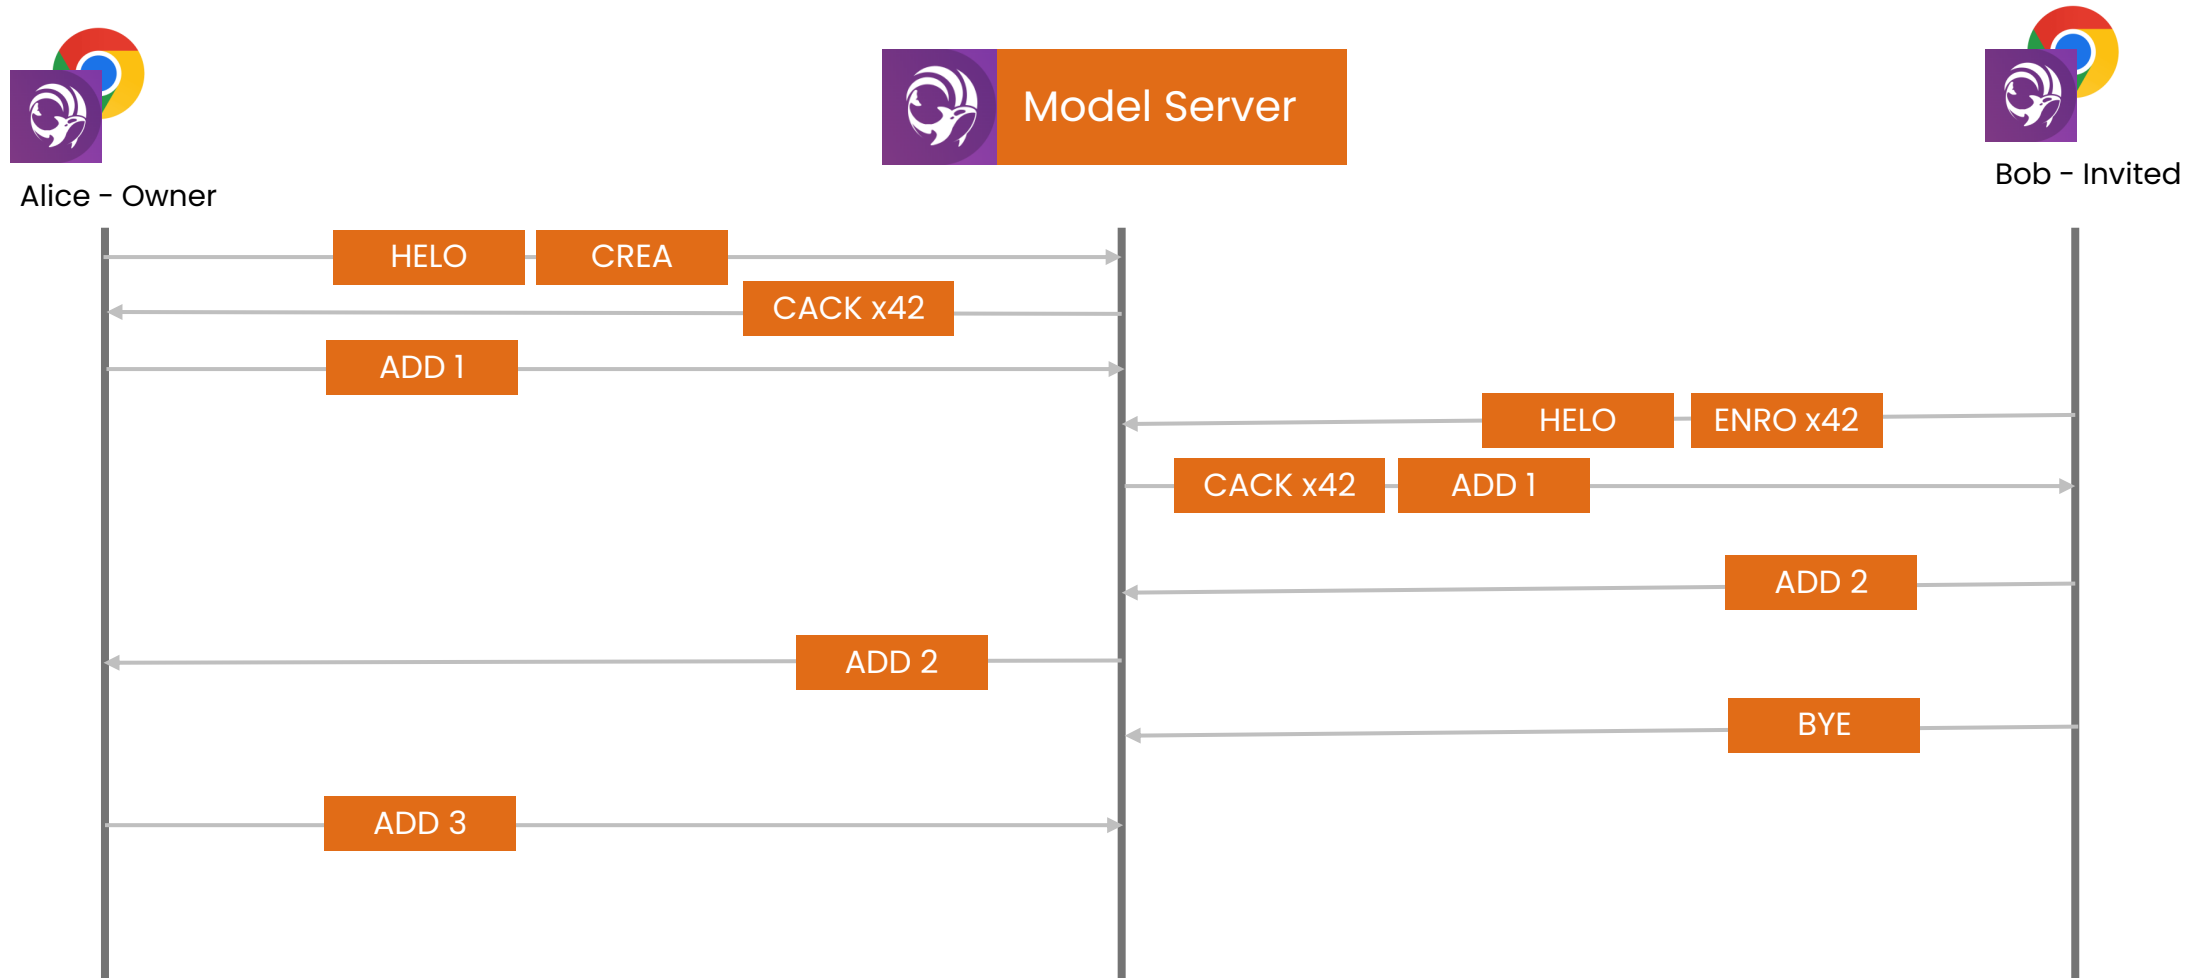 Model Server
Alice - Owner
Bob - Invited
HELO CREA
CACK x42
ADD 1
HELO ENRO x42
CACK x42 ADD 1
ADD 2
ADD 2
BYE
ADD 3